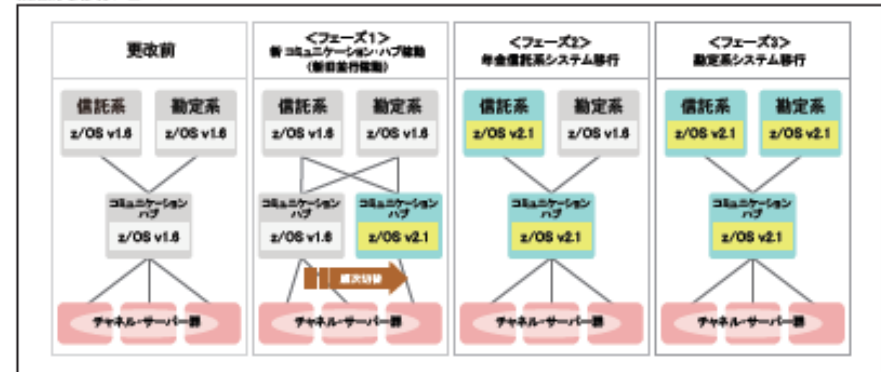 更改前
信託系
z/OS v1.6
勘定系
z/OS v1.6
コミュニケーション
ハブ
z/OS v1.6
チャネル・サーバー群
<フェーズ1>
新コミュニケーション・ハブ稼動
(新旧並行稼動)
信託系
z/OS v1.6
勘定系
z/OS v1.6
コミュニケーション
ハブ
z/OS v1.6
コミュニケーション
ハブ
z/OS v2.1
順次切替
チャネル・サーバー群
<フェーズ2>
年金信託系システム移行
信託系
z/OS v2.1
勘定系
z/OS v1.6
コミュニケーション
ハブ
z/OS v2.1
チャネル・サーバー群
<フェーズ3>
勘定系システム移行
信託系
z/OS v2.1
勘定系
z/OS v2.1
コミュニケーション
ハブ
z/OS v2.1
チャネル・サーバー群